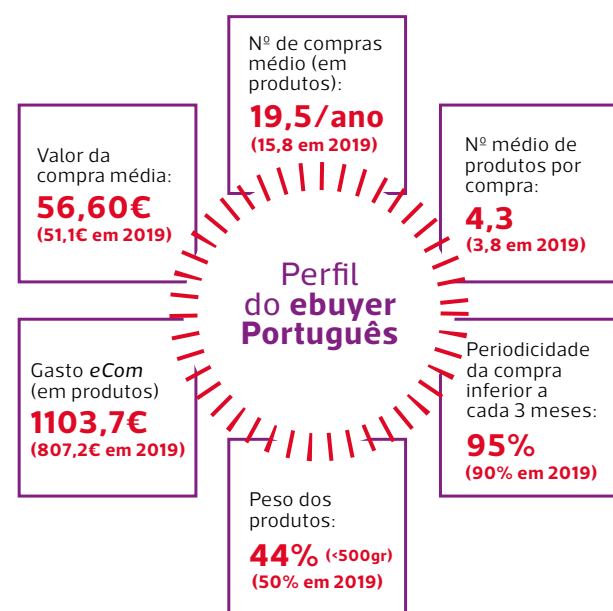 Nº de compras
médio (em
produtos):
19,5/ano
(15,8 em 2019)
Valor da
compra média:
56,60€
(51,1€ em 2019)
Nº médio de
produtos por
compra:
4,3
(3,8 em 2019)
Perfil
do ebuyer
Português
Gasto eCom
(em produtos)
1103,7€
(807,2€ em 2019)
Periodicidade
da compra
inferior a
cada 3 meses:
95%
(90% em 2019)
Peso dos
produtos:
44% (<500gr)
(50% em 2019)